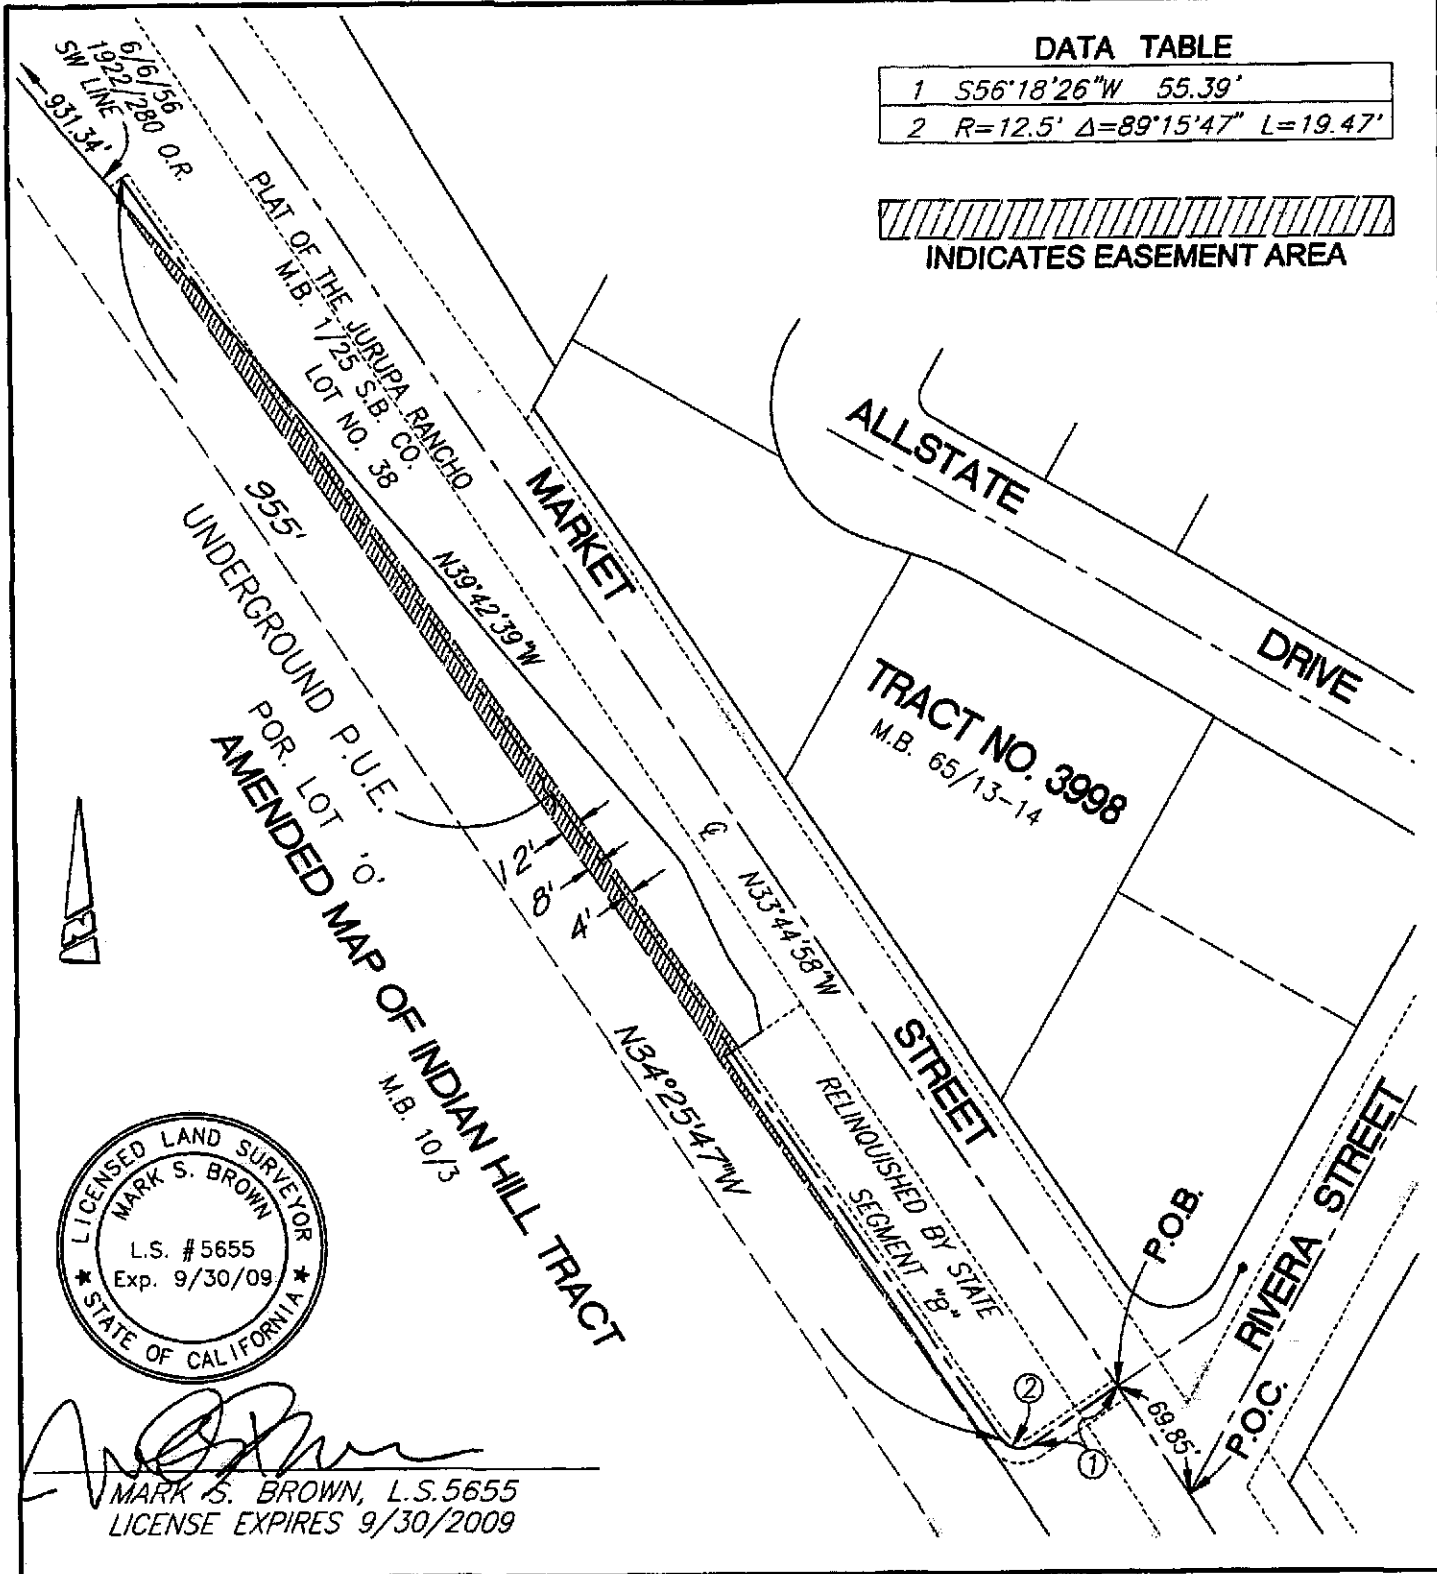 DATA TABLE
1 S56°18'26"W 55.39'
2 R=12.5' Δ=89°15'47" L=19.47'
INDICATES EASEMENT AREA
6/6/56
1922/280 O.R.
SW LINE
931.34'
PLAT OF THE JURUPA RANCHO
M.B. 1/25 S.B. CO.
LOT NO. 38
ALLSTATE
DRIVE
MARKET
STREET
955'
UNDERGROUND P.U.E.
POR. LOT 'O'
AMENDED MAP OF INDIAN HILL TRACT
M.B. 10/3
N39°42'39"W
TRACT NO. 3998
M.B. 65/13-14
℄
N33°44'58"W
12'
8'
4'
N34°25'47"W
RELINQUISHED BY STATE
SEGMENT "B"
P.O.B.
RIVERA STREET
P.O.C.
69.85'
2
1
LICENSED LAND SURVEYOR
MARK S. BROWN
L.S. #5655
Exp. 9/30/09
★ STATE OF CALIFORNIA ★
MARK S. BROWN, L.S.5655
LICENSE EXPIRES 9/30/2009